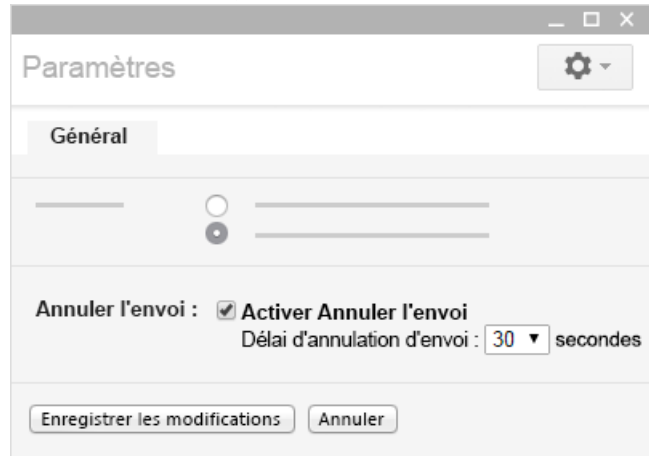 Paramètres
Général
Annuler l'envoi : Activer Annuler l'envoi
Délai d'annulation d'envoi : 30 secondes
Enregistrer les modifications Annuler